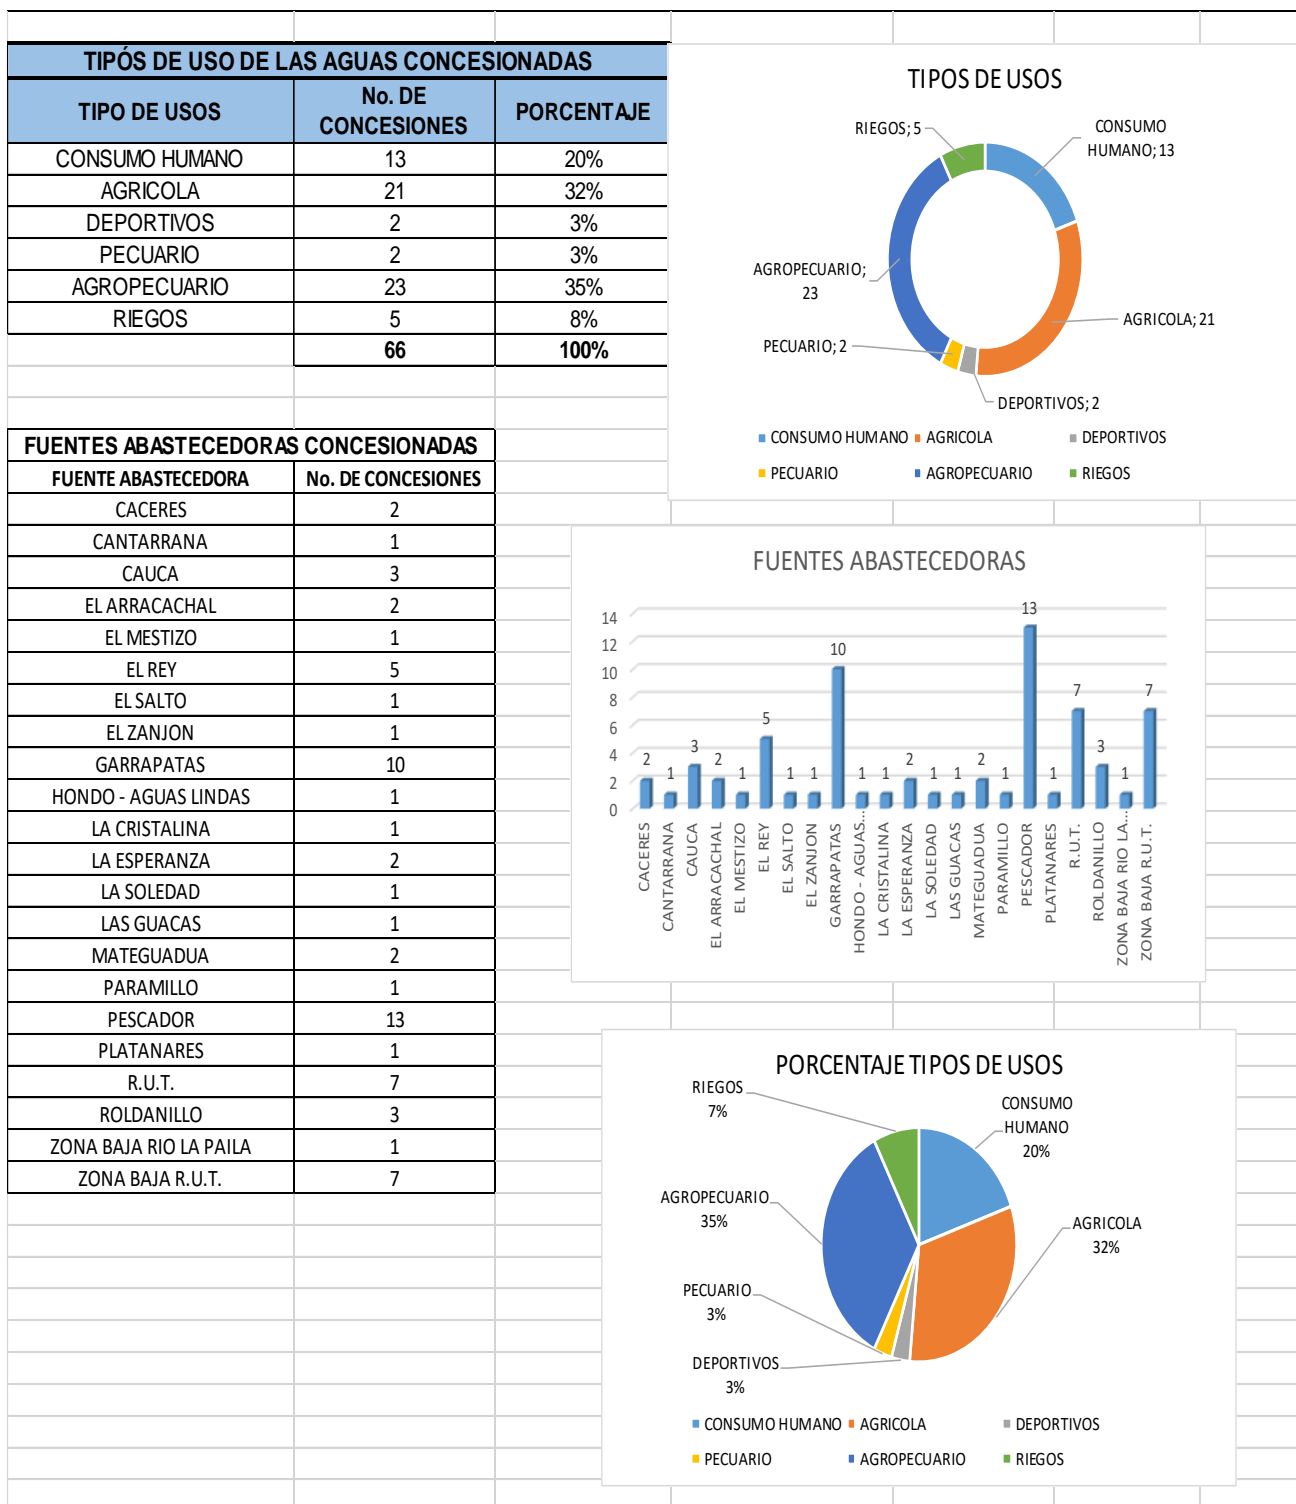 TIPÓS DE USO DE LAS AGUAS CONCESIONADAS
TIPO DE USOS No. DE CONCESIONES PORCENTAJE
CONSUMO HUMANO 13 20%
AGRICOLA 21 32%
DEPORTIVOS 2 3%
PECUARIO 2 3%
AGROPECUARIO 23 35%
RIEGOS 5 8%
66 100%
TIPOS DE USOS
RIEGOS; 5
CONSUMO
HUMANO; 13
AGROPECUARIO;
23
AGRICOLA; 21
PECUARIO; 2
DEPORTIVOS; 2
CONSUMO HUMANO AGRICOLA DEPORTIVOS
PECUARIO AGROPECUARIO RIEGOS
FUENTES ABASTECEDORAS CONCESIONADAS
FUENTE ABASTECEDORA No. DE CONCESIONES
CACERES 2
CANTARRANA 1
CAUCA 3
EL ARRACACHAL 2
EL MESTIZO 1
EL REY 5
EL SALTO 1
EL ZANJON 1
GARRAPATAS 10
HONDO - AGUAS LINDAS 1
LA CRISTALINA 1
LA ESPERANZA 2
LA SOLEDAD 1
LAS GUACAS 1
MATEGUADUA 2
PARAMILLO 1
PESCADOR 13
PLATANARES 1
R.U.T. 7
ROLDANILLO 3
ZONA BAJA RIO LA PAILA 1
ZONA BAJA R.U.T. 7
FUENTES ABASTECEDORAS
14
12
10
8
6
4
2
0
2 1 3 2 1 5 1 1 10 1 1 2 1 1 2 1 13 1 7 3 1 7
CACERES
CANTARRANA
CAUCA
EL ARRACACHAL
EL MESTIZO
EL REY
EL SALTO
EL ZANJON
GARRAPATAS
HONDO - AGUAS…
LA CRISTALINA
LA ESPERANZA
LA SOLEDAD
LAS GUACAS
MATEGUADUA
PARAMILLO
PESCADOR
PLATANARES
R.U.T.
ROLDANILLO
ZONA BAJA RIO LA…
ZONA BAJA R.U.T.
PORCENTAJE TIPOS DE USOS
RIEGOS
7%
CONSUMO
HUMANO
20%
AGROPECUARIO
35%
AGRICOLA
32%
PECUARIO
3%
DEPORTIVOS
3%
CONSUMO HUMANO AGRICOLA DEPORTIVOS
PECUARIO AGROPECUARIO RIEGOS